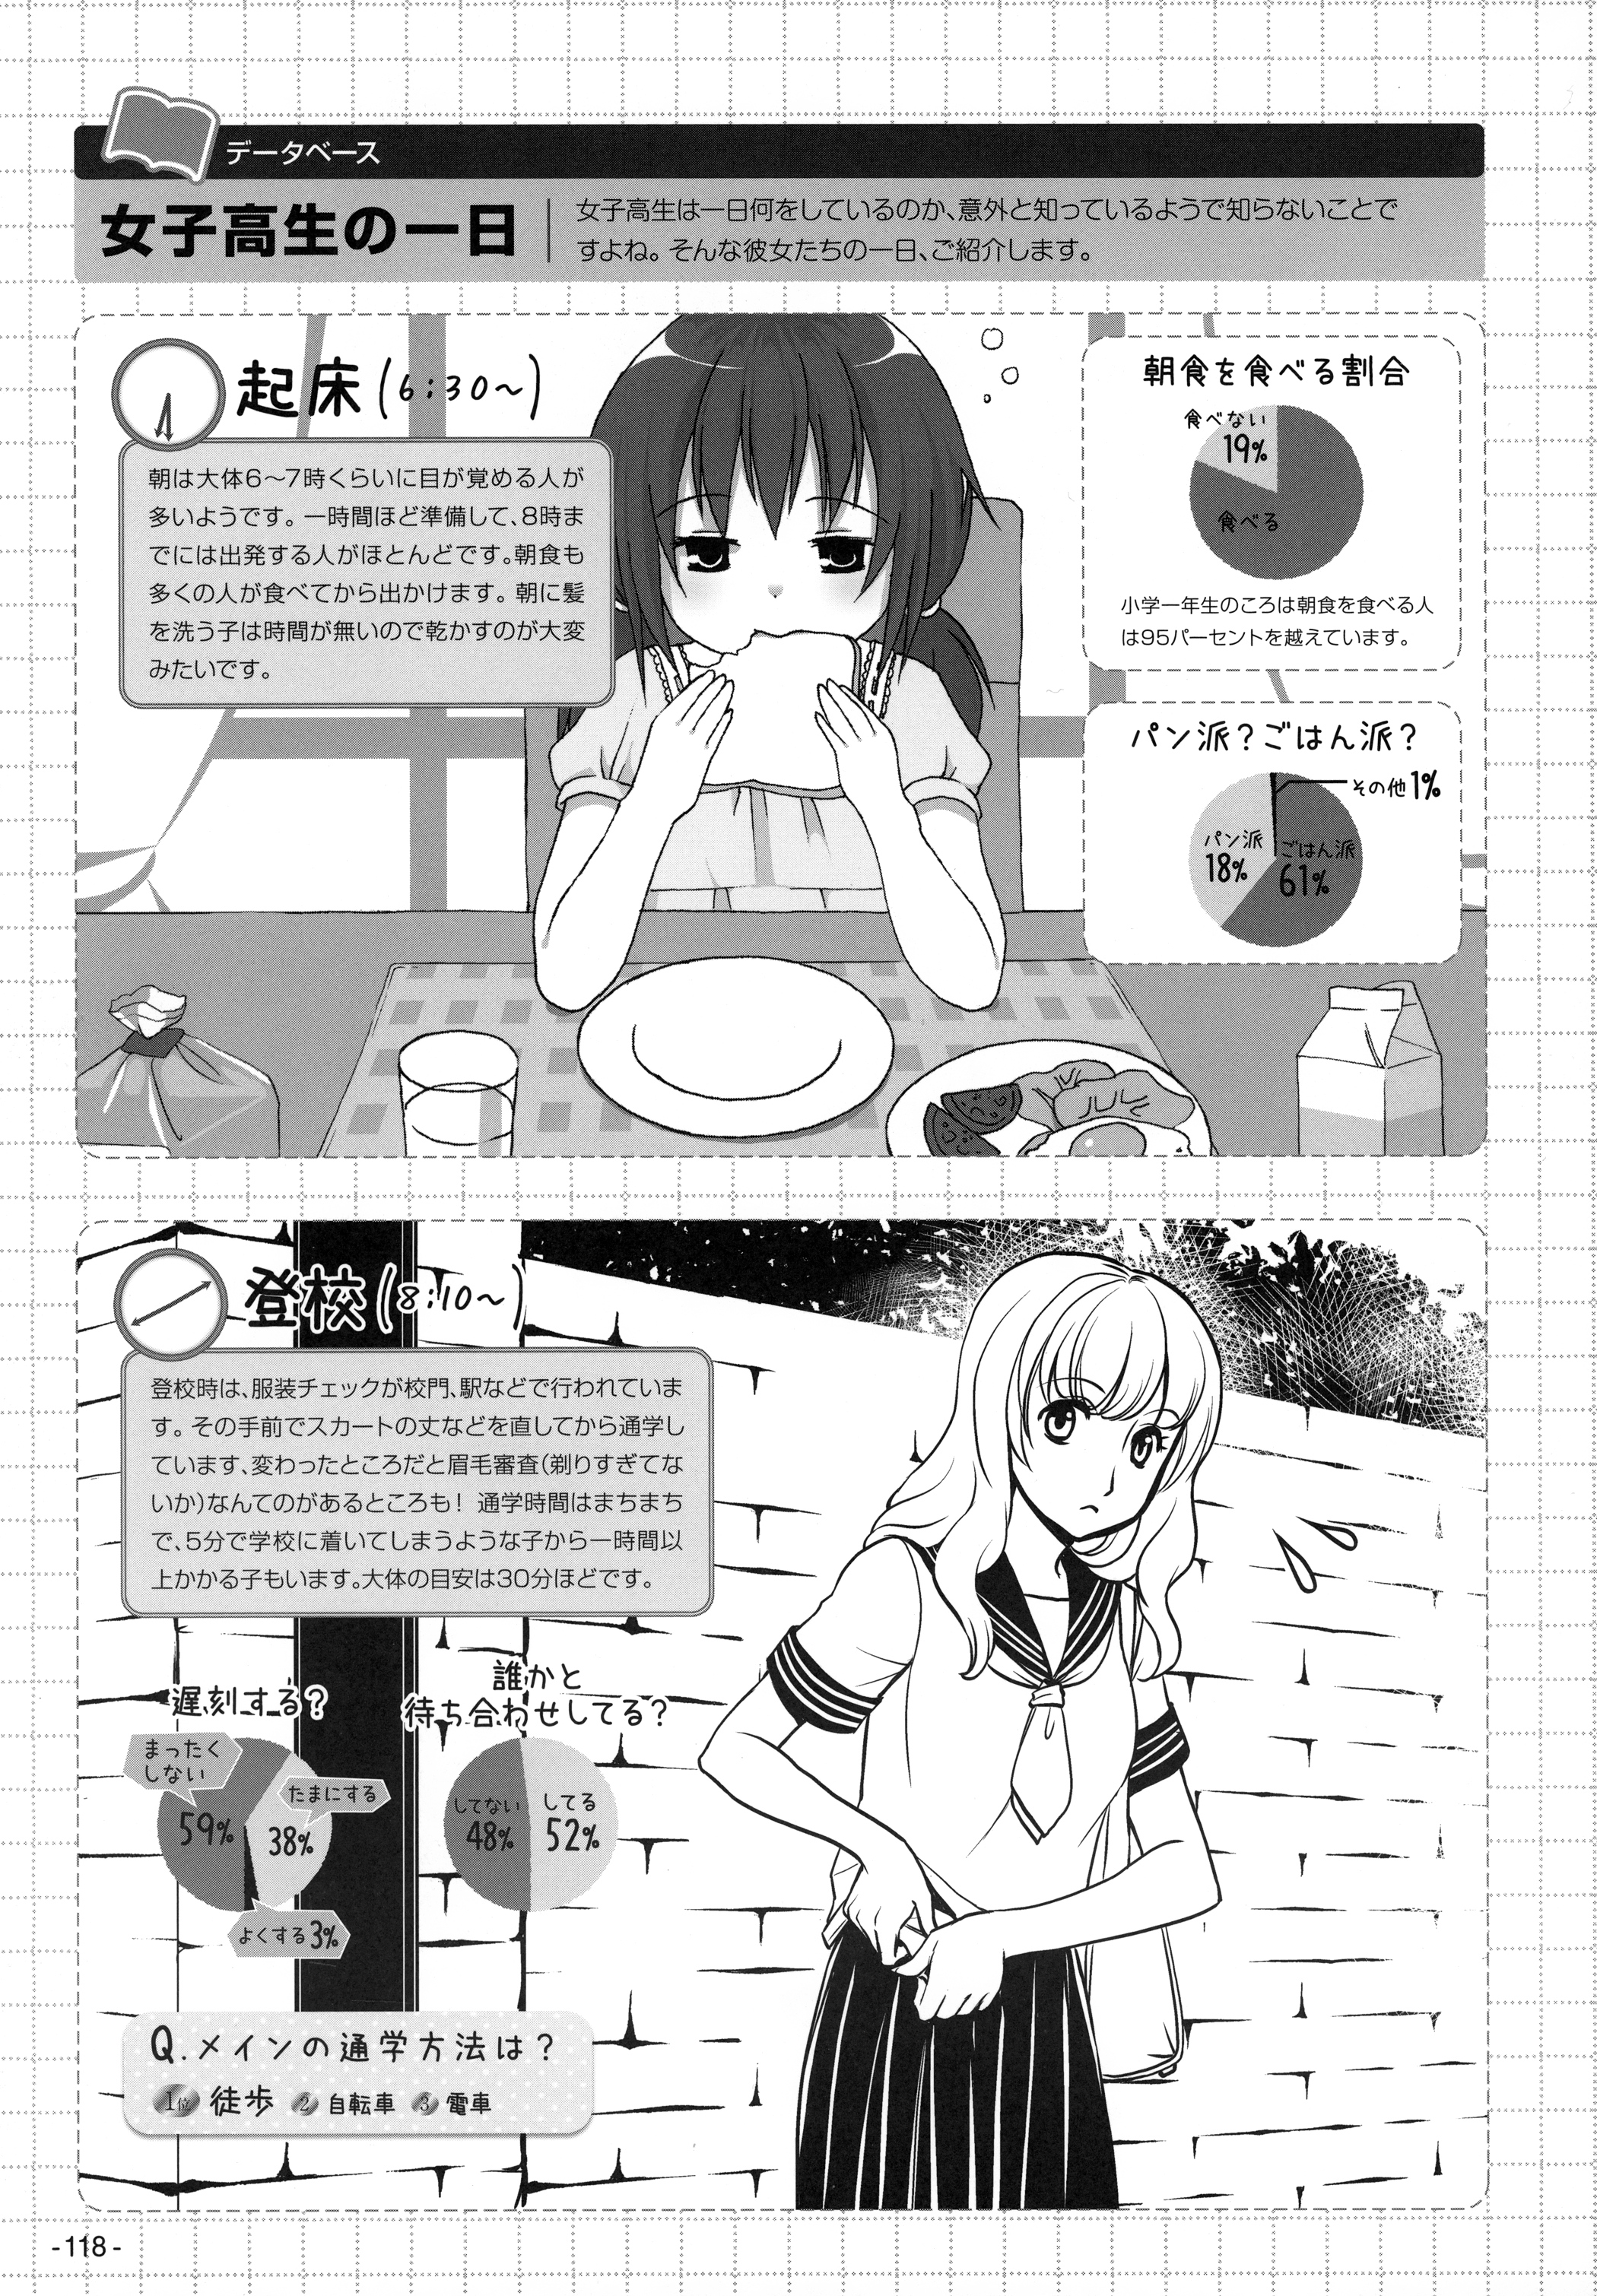 データベース
女子高生の一日
女子高生は一日何をしているのか、意外と知っているようで知らないことで
すよね。そんな彼女たちの一日、ご紹介します。
起床(6:30〜)
朝は大体6〜7時くらいに目が覚める人が
多いようです。一時間ほど準備して、8時ま
でには出発する人がほとんどです。朝食も
多くの人が食べてから出かけます。朝に髪
を洗う子は時間が無いので乾かすのが大変
みたいです。
朝食を食べる割合
食べない
19%
食べる
小学一年生のころは朝食を食べる人
は95パーセントを越えています。
パン派?ごはん派?
その他1%
パン派
18%
ごはん派
61%
登校(8:10〜)
登校時は、服装チェックが校門、駅などで行われていま
す。その手前でスカートの丈などを直してから通学し
ています、変わったところだと眉毛審査(剃りすぎてな
いか)なんてのがあるところも! 通学時間はまちまち
で、5分で学校に着いてしまうような子から一時間以
上かかる子もいます。大体の目安は30分ほどです。
遅刻する?
まったく
しない
59%
たまにする
38%
よくする3%
誰かと
待ち合わせしてる?
してない
48%
してる
52%
Q.メインの通学方法は?
1位 徒歩 2 自転車 3 電車
-118-